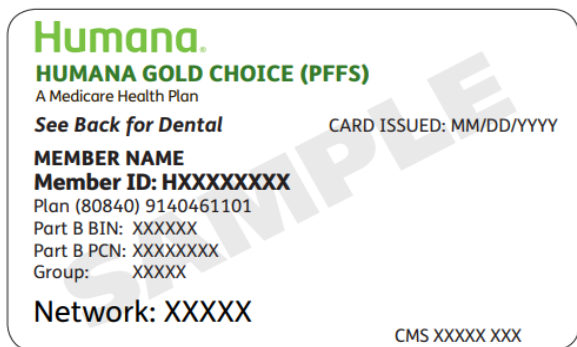 Humana.
HUMANA GOLD CHOICE (PFFS)
A Medicare Health Plan
See Back for Dental CARD ISSUED: MM/DD/YYYY
MEMBER NAME
Member ID: HXXXXXXXX
Plan (80840) 9140461101
Part B BIN: XXXXXX
Part B PCN: XXXXXXXX
Group: XXXXX
Network: XXXXX
CMS XXXXX XXX
SAMPLE